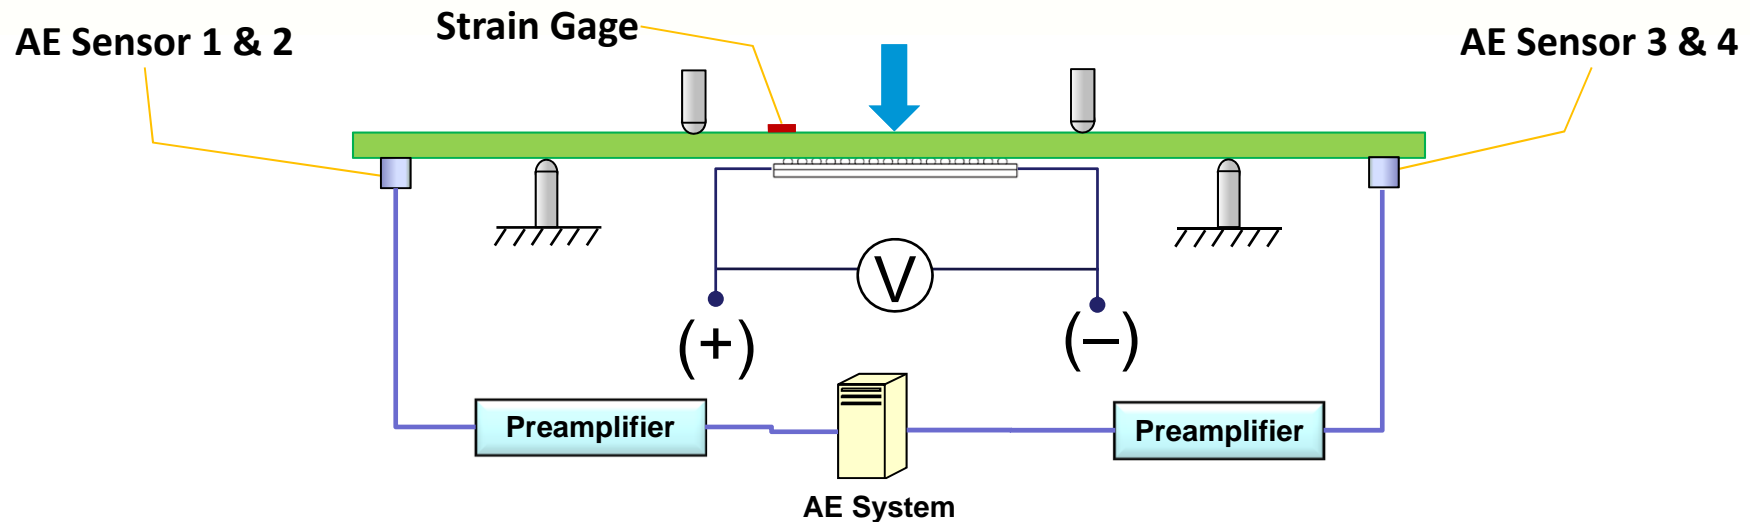 Strain Gage
AE Sensor 1 & 2
AE Sensor 3 & 4
V
(+)
(−)
Preamplifier
Preamplifier
AE System